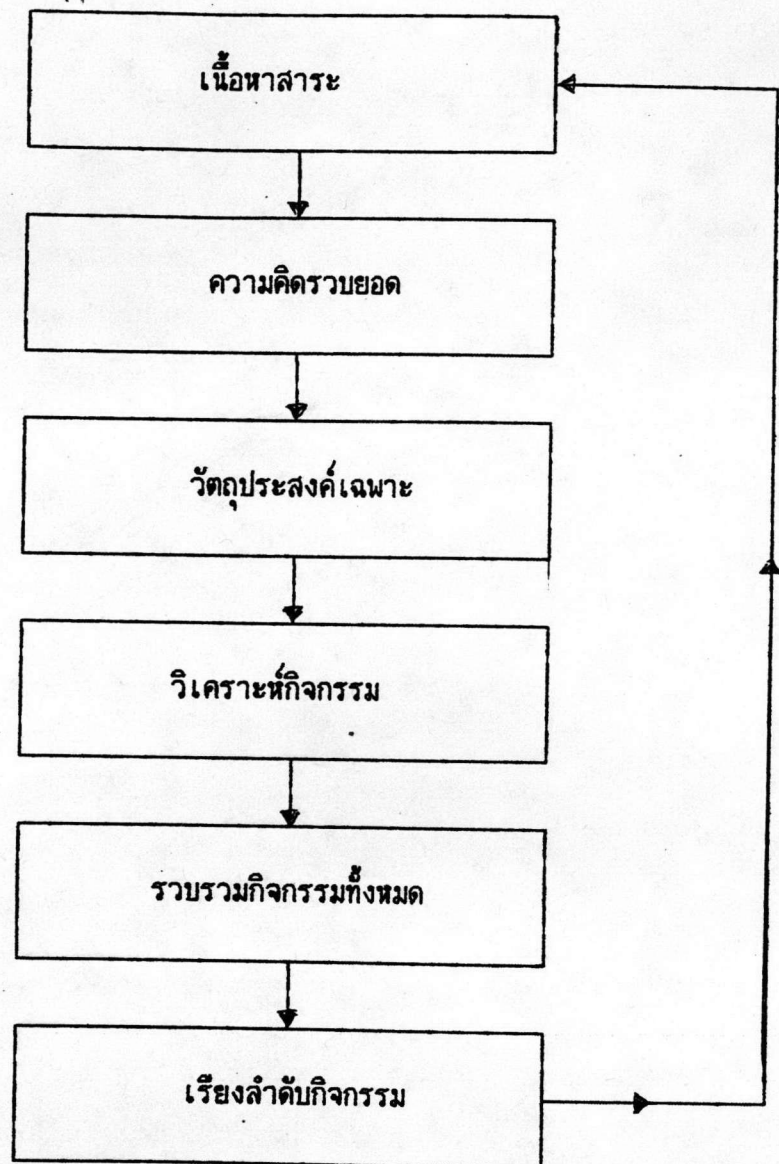 เนื้อหาสาระ
ความคิดรวบยอด
วัตถุประสงค์เฉพาะ
วิเคราะห์กิจกรรม
รวบรวมกิจกรรมทั้งหมด
เรียงลำดับกิจกรรม